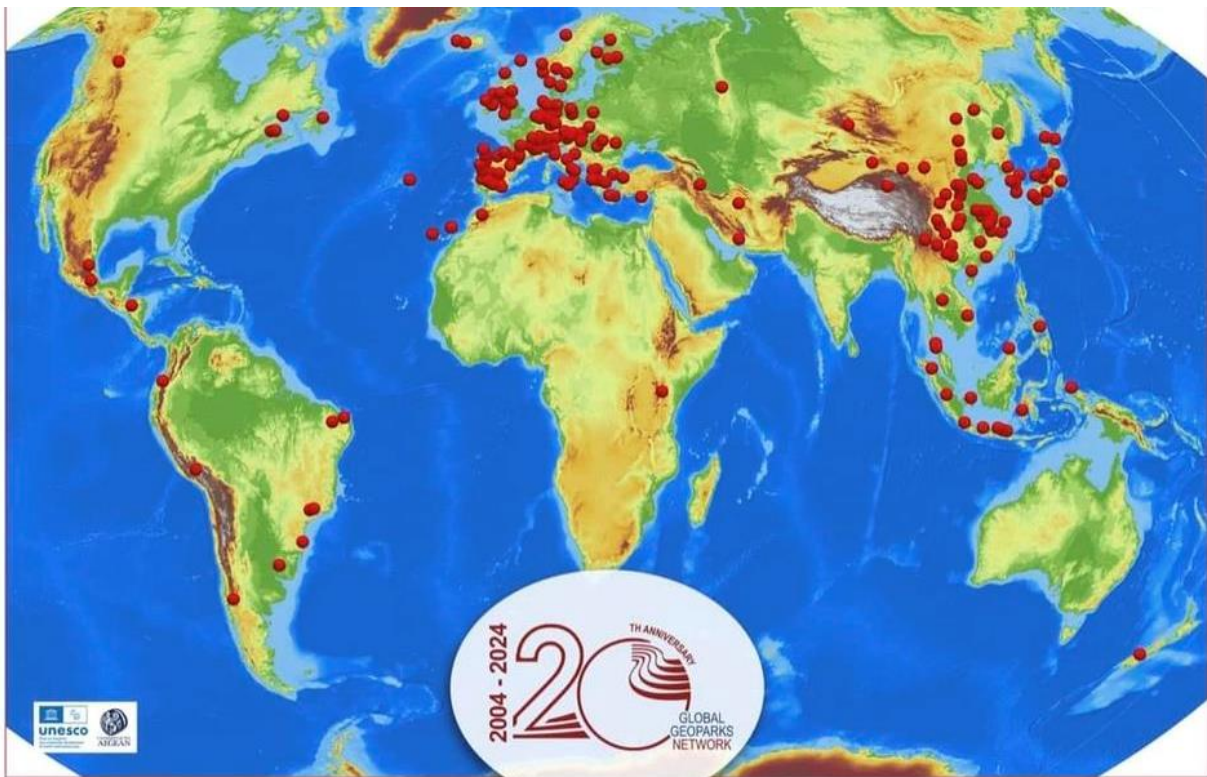 2004 - 2024
20
TH ANNIVERSARY
GLOBAL
GEOPARKS
NETWORK
unesco
AEGEAN